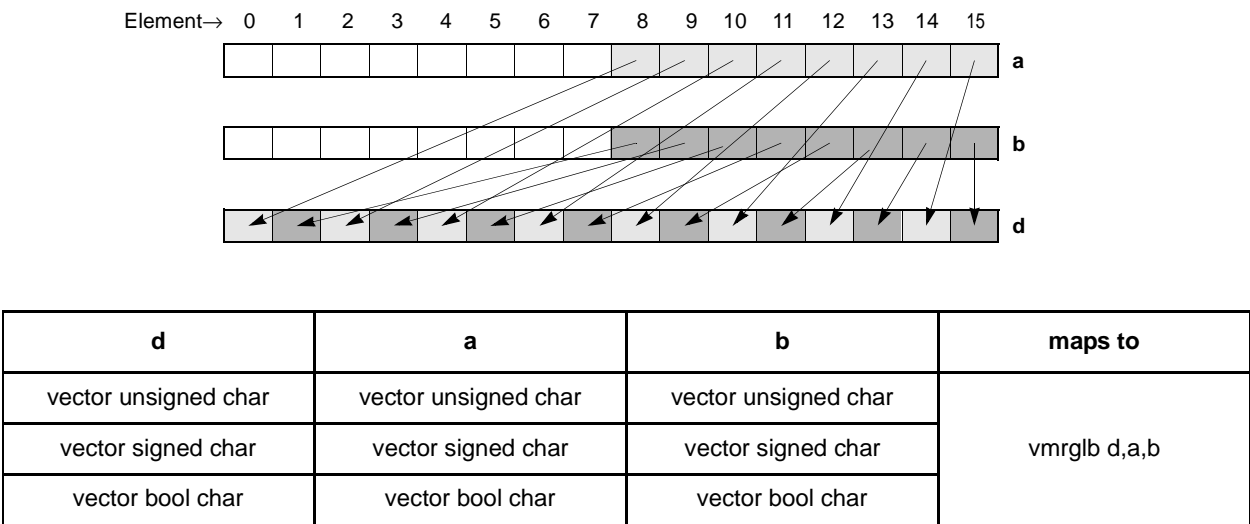 Element→ 0 1 2 3 4 5 6 7 8 9 10 11 12 13 14 15
a
b
d
d a b maps to
vector unsigned char vector unsigned char vector unsigned char
vector signed char vector signed char vector signed char vmrglb d,a,b
vector bool char vector bool char vector bool char